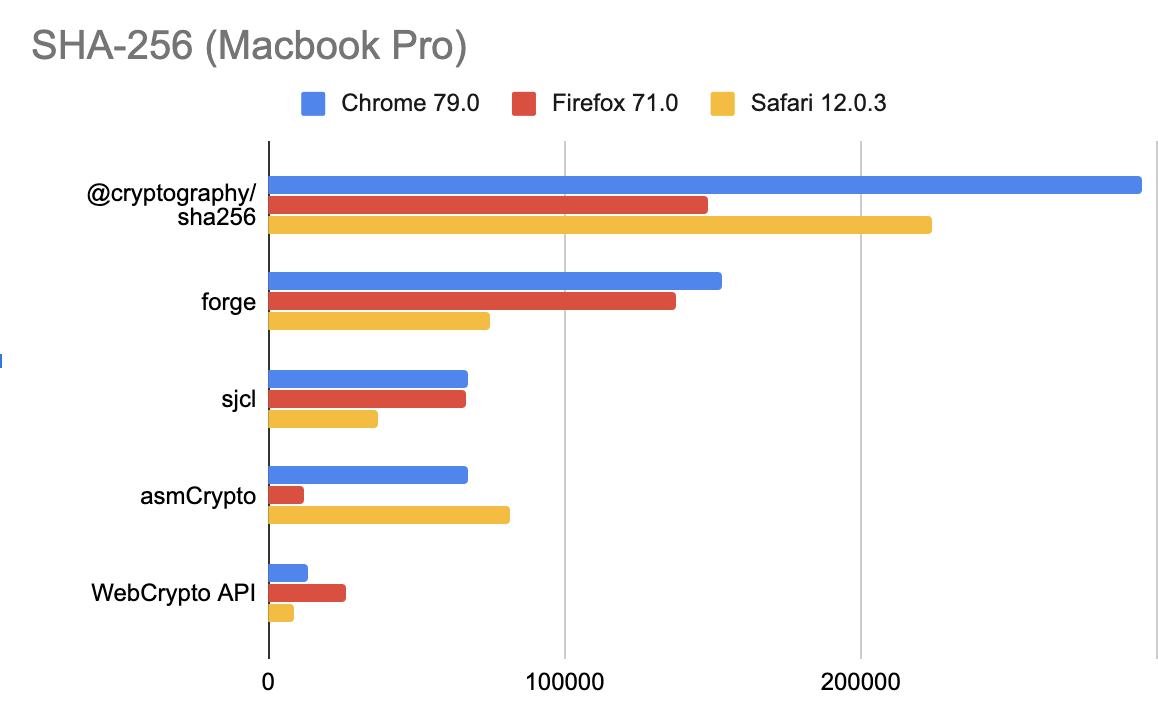 SHA-256 (Macbook Pro)
Chrome 79.0 Firefox 71.0 Safari 12.0.3
@cryptography/
sha256
forge
sjcl
asmCrypto
WebCrypto API
0 100000 200000